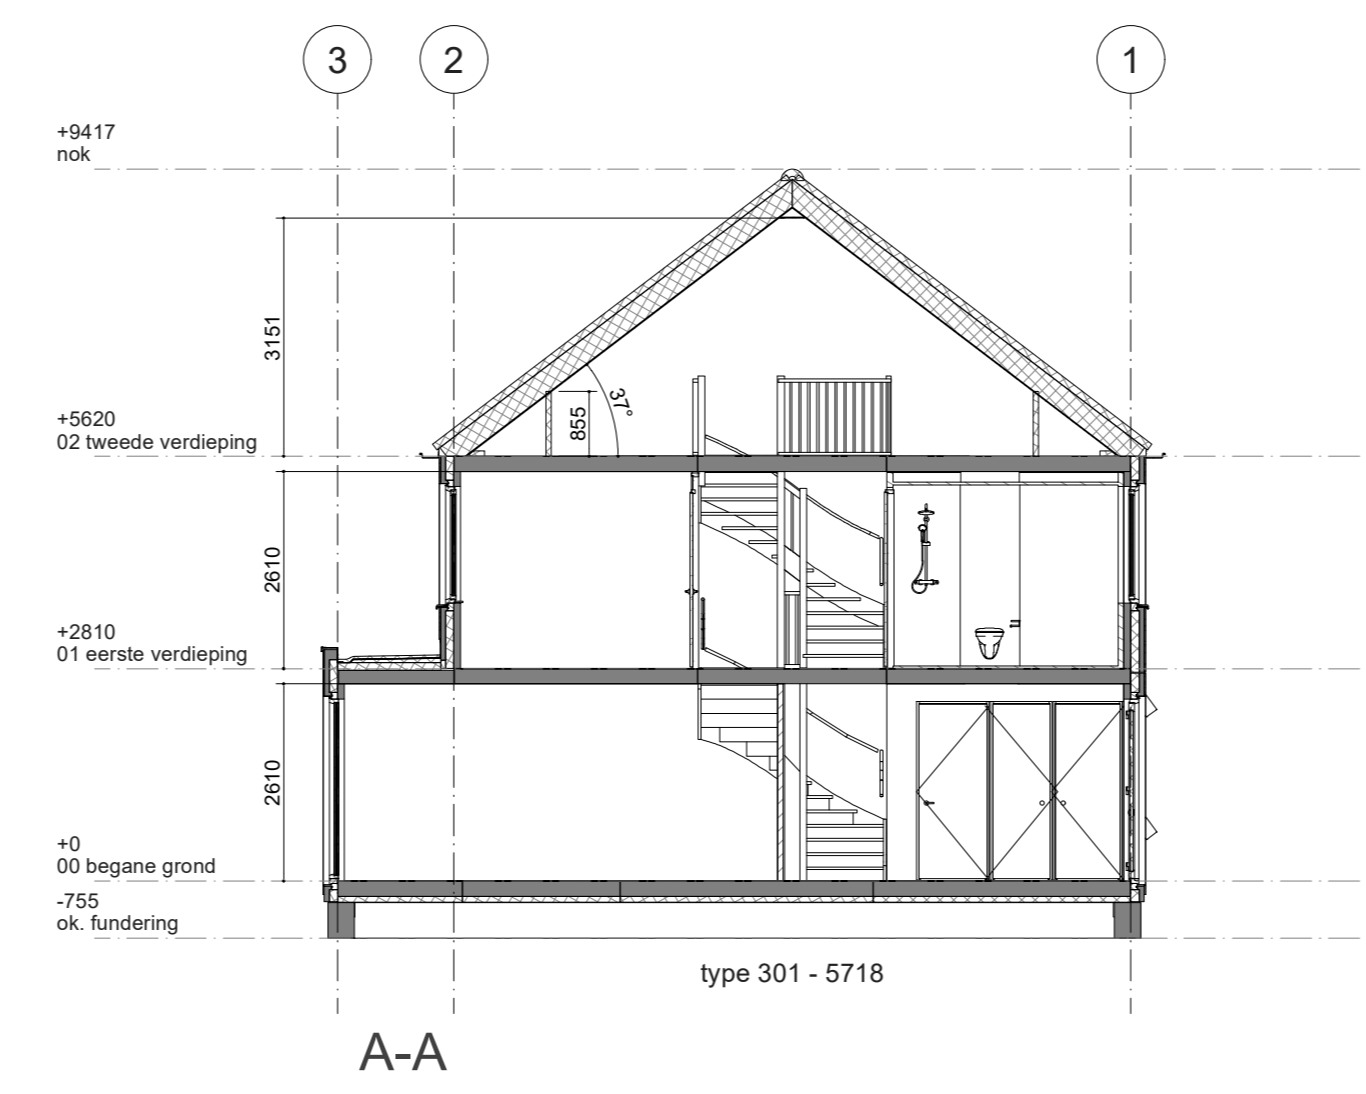 3
2
1
+9417
nok
3151
37°
855
+5620
02 tweede verdieping
2610
+2810
01 eerste verdieping
2610
+0
00 begane grond
-755
ok. fundering
type 301 - 5718
A-A